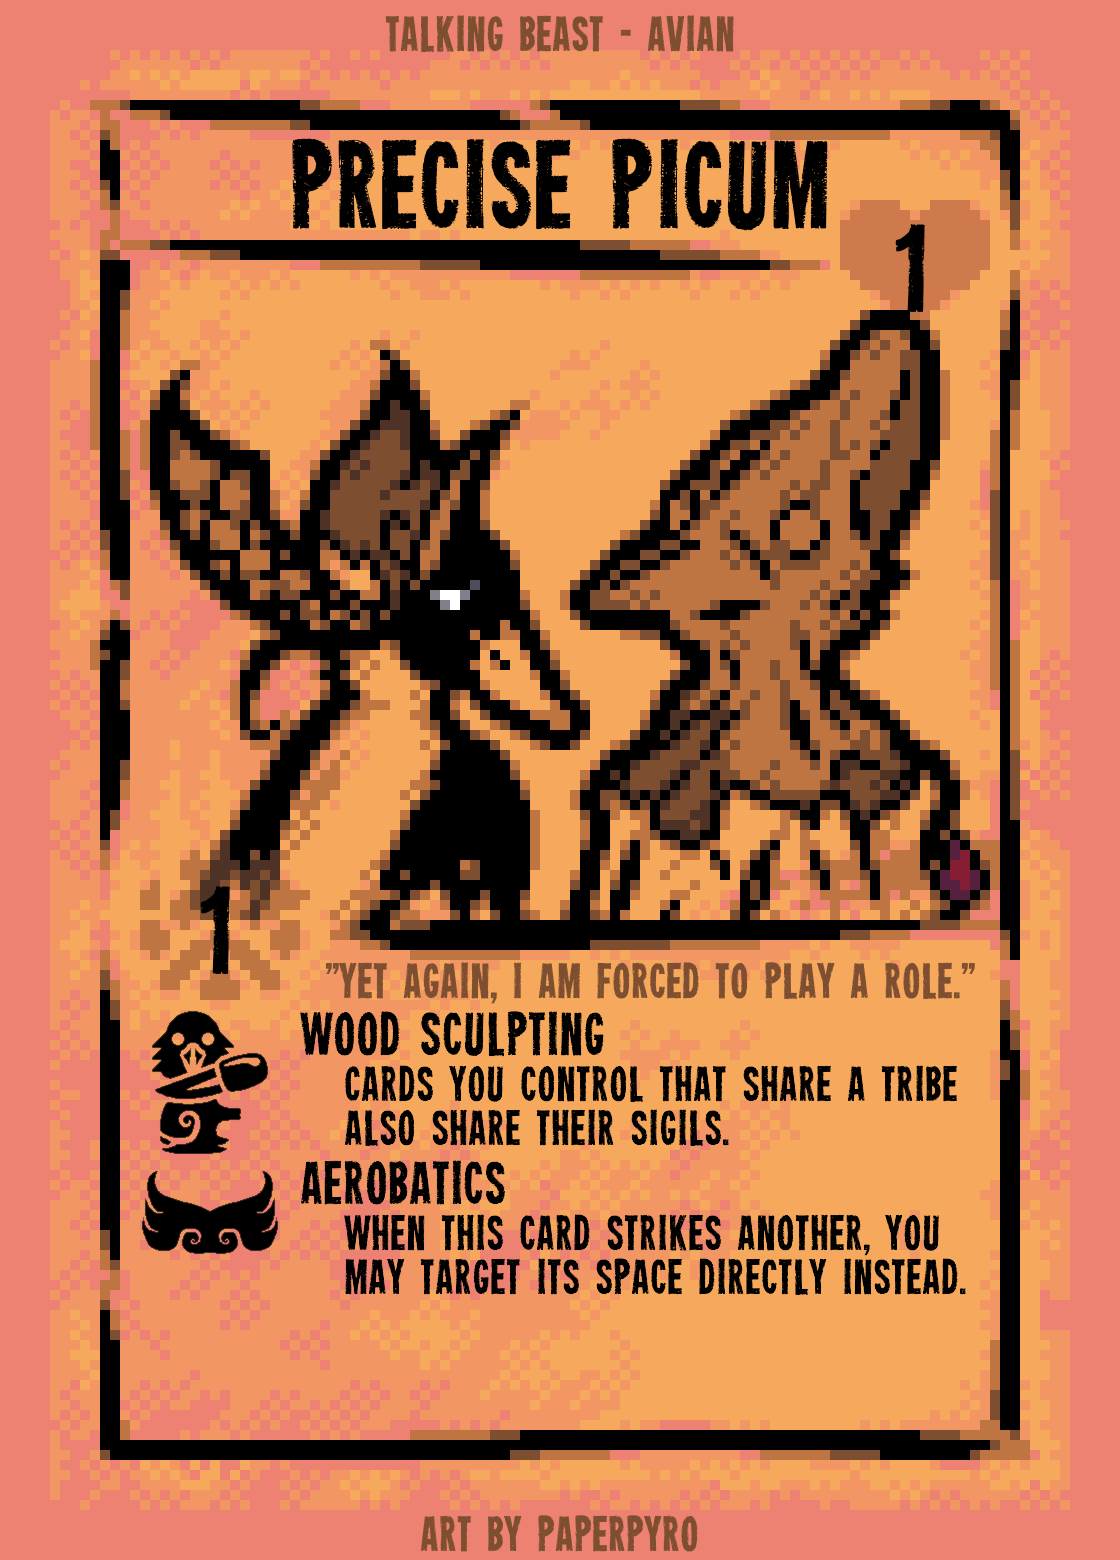 TALKING BEAST - AVIAN
PRECISE PICUM
1
1
"YET AGAIN, I AM FORCED TO PLAY A ROLE."
WOOD SCULPTING
CARDS YOU CONTROL THAT SHARE A TRIBE
ALSO SHARE THEIR SIGILS.
AEROBATICS
WHEN THIS CARD STRIKES ANOTHER, YOU
MAY TARGET ITS SPACE DIRECTLY INSTEAD.
ART BY PAPERPYRO